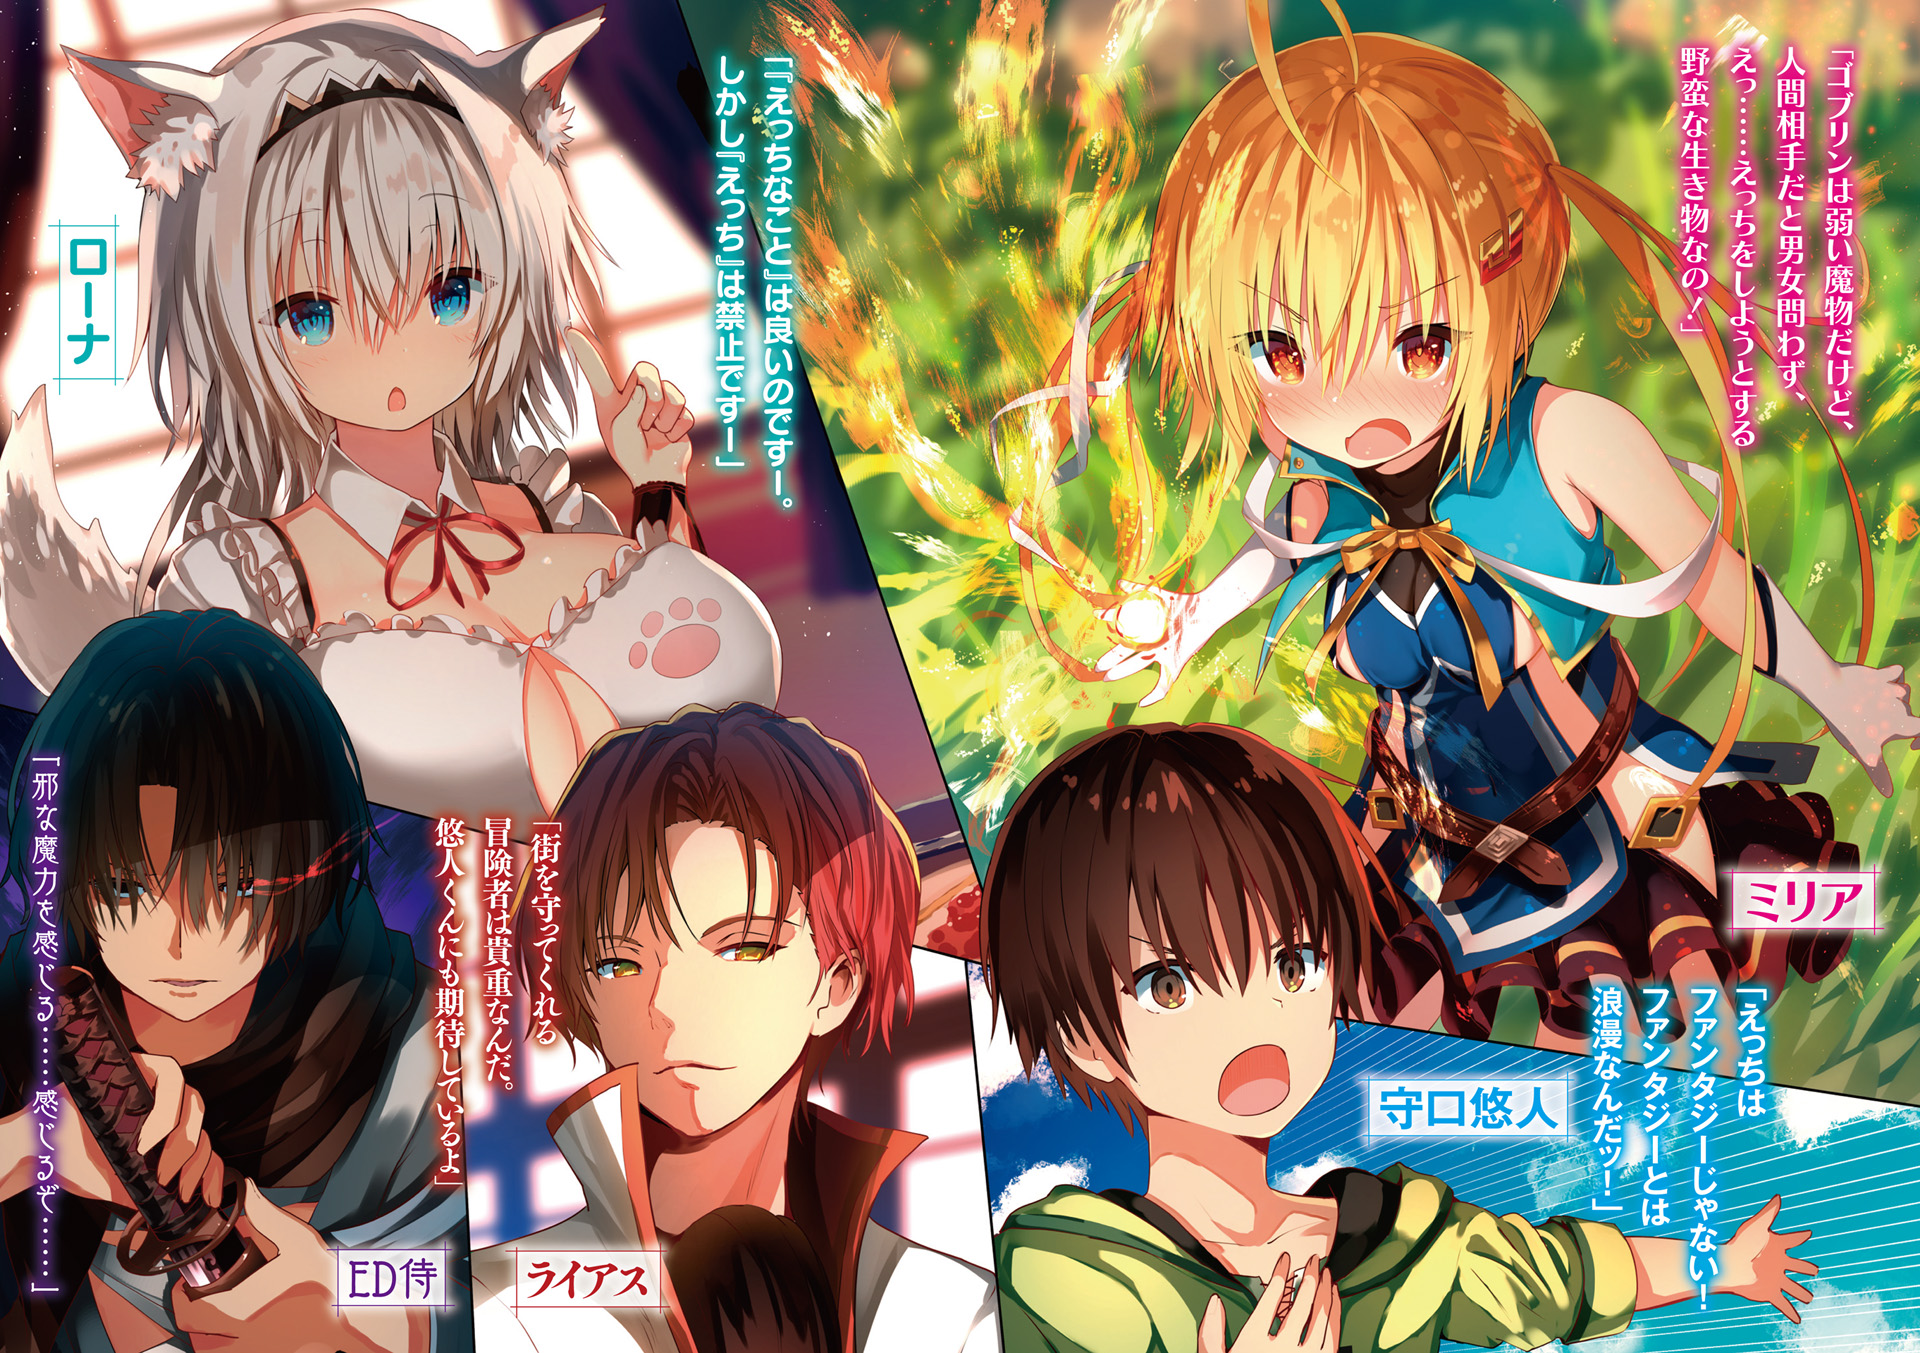 「ゴブリンは弱い魔物だけど、
人間相手だと男女問わず、
えっ……えっちをしようとする
野蛮な生き物なの！」
ミリア
「えっちは
ファンタジーじゃない！
ファンタジーとは
浪漫なんだッ！」
守口悠人
「『えっちなこと』は良いのですー。
しかし『えっち』は禁止ですー」
ローナ
「街を守ってくれる
冒険者は貴重なんだ。
悠人くんにも期待しているよ」
ライアス
「邪な魔力を感じる……感じるぞ……」
ED侍